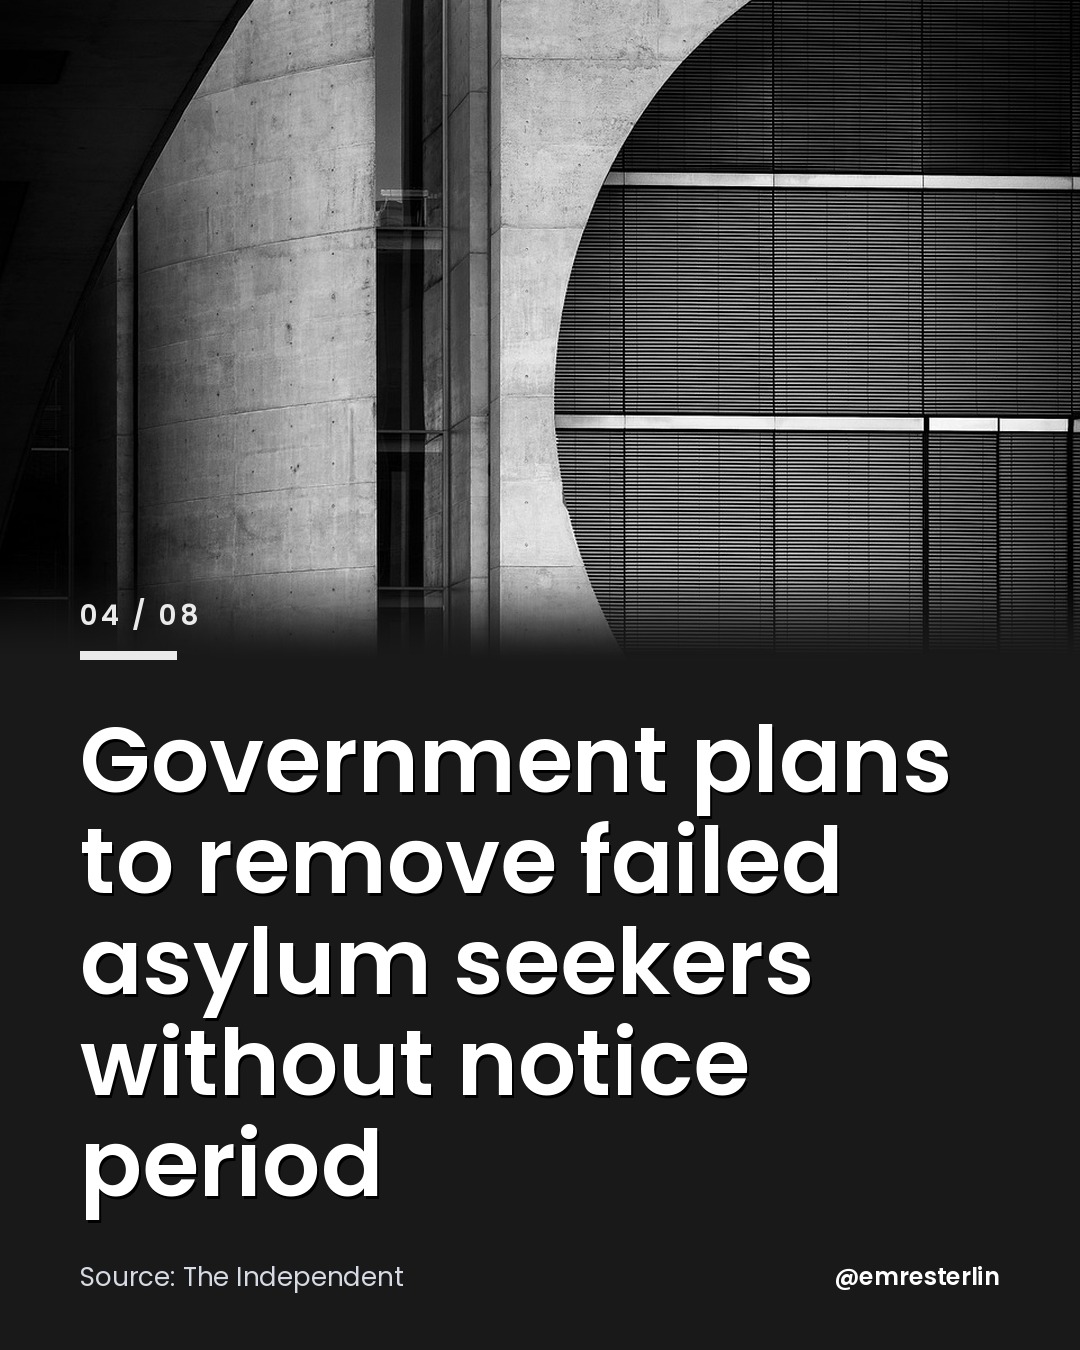 04 / 08
Government plans
to remove failed
asylum seekers
without notice
period
Source: The Independent
@emresterlin